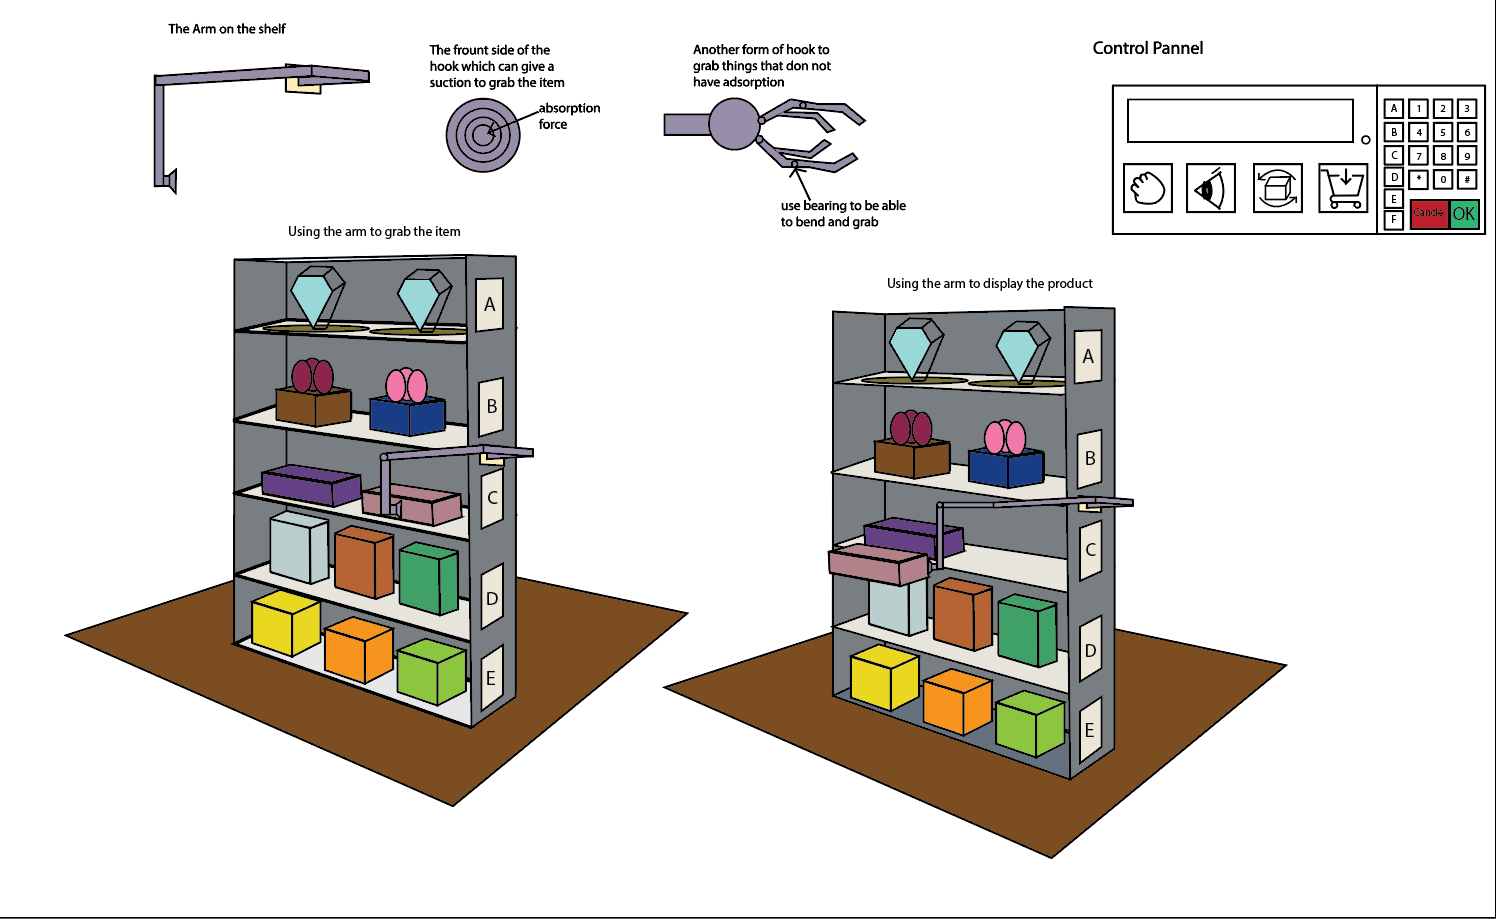 The Arm on the shelf
The frount side of the
hook which can give a
suction to grab the item
absorption
force
Another form of hook to
grab things that don not
have adsorption
use bearing to be able
to bend and grab
Control Pannel
A 1 2 3
B 4 5 6
C 7 8 9
D * 0 #
E
F
Cancle OK
Using the arm to grab the item
A
B
C
D
E
Using the arm to display the product
A
B
C
D
E